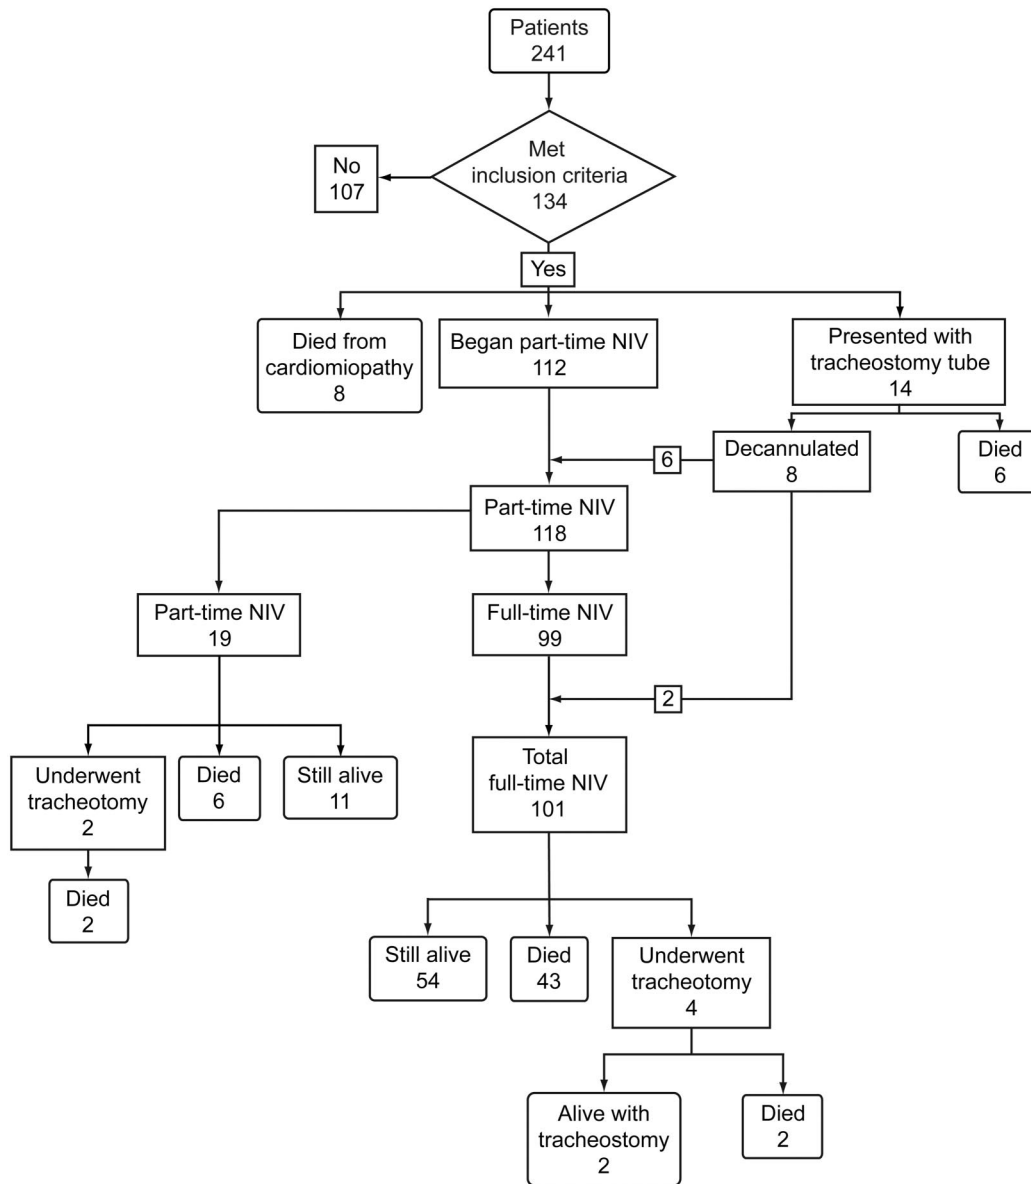 Patients
241
Met
inclusion criteria
134
No
107
Yes
Died from
cardiomiopathy
8
Began part-time NIV
112
Presented with
tracheostomy tube
14
6
Decannulated
8
Died
6
Part-time NIV
118
Part-time NIV
19
Full-time NIV
99
2
Underwent
tracheotomy
2
Died
6
Still alive
11
Total
full-time NIV
101
Died
2
Still alive
54
Died
43
Underwent
tracheotomy
4
Alive with
tracheostomy
2
Died
2